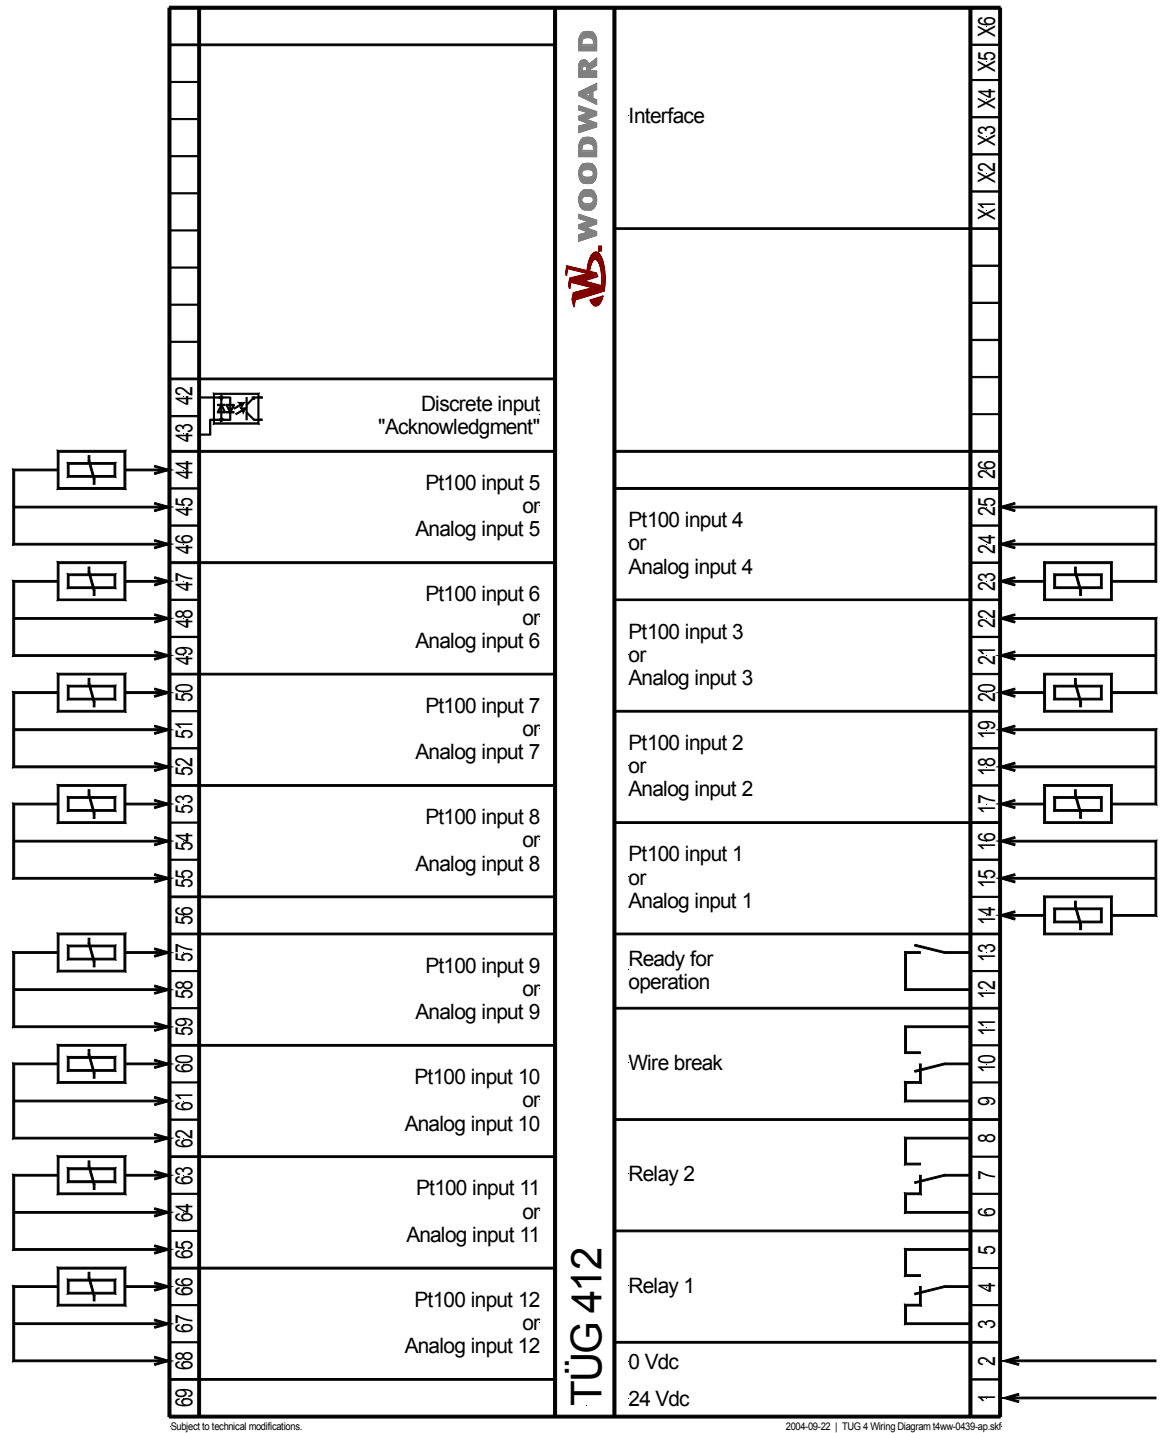 WOODWARD
TÜG 412
42
43
44
45
46
47
48
49
50
51
52
53
54
55
56
57
58
59
60
61
62
63
64
65
66
67
68
69
Discrete input
"Acknowledgment"
Pt100 input 5
or
Analog input 5
Pt100 input 6
or
Analog input 6
Pt100 input 7
or
Analog input 7
Pt100 input 8
or
Analog input 8
Pt100 input 9
or
Analog input 9
Pt100 input 10
or
Analog input 10
Pt100 input 11
or
Analog input 11
Pt100 input 12
or
Analog input 12
Interface
Pt100 input 4
or
Analog input 4
Pt100 input 3
or
Analog input 3
Pt100 input 2
or
Analog input 2
Pt100 input 1
or
Analog input 1
Ready for
operation
Wire break
Relay 2
Relay 1
0 Vdc
24 Vdc
X6
X5
X4
X3
X2
X1
26
25
24
23
22
21
20
19
18
17
16
15
14
13
12
11
10
9
8
7
6
5
4
3
2
1
Subject to technical modifications.
2004-09-22 | TUG 4 Wiring Diagram t4ww-0439-ap.skf